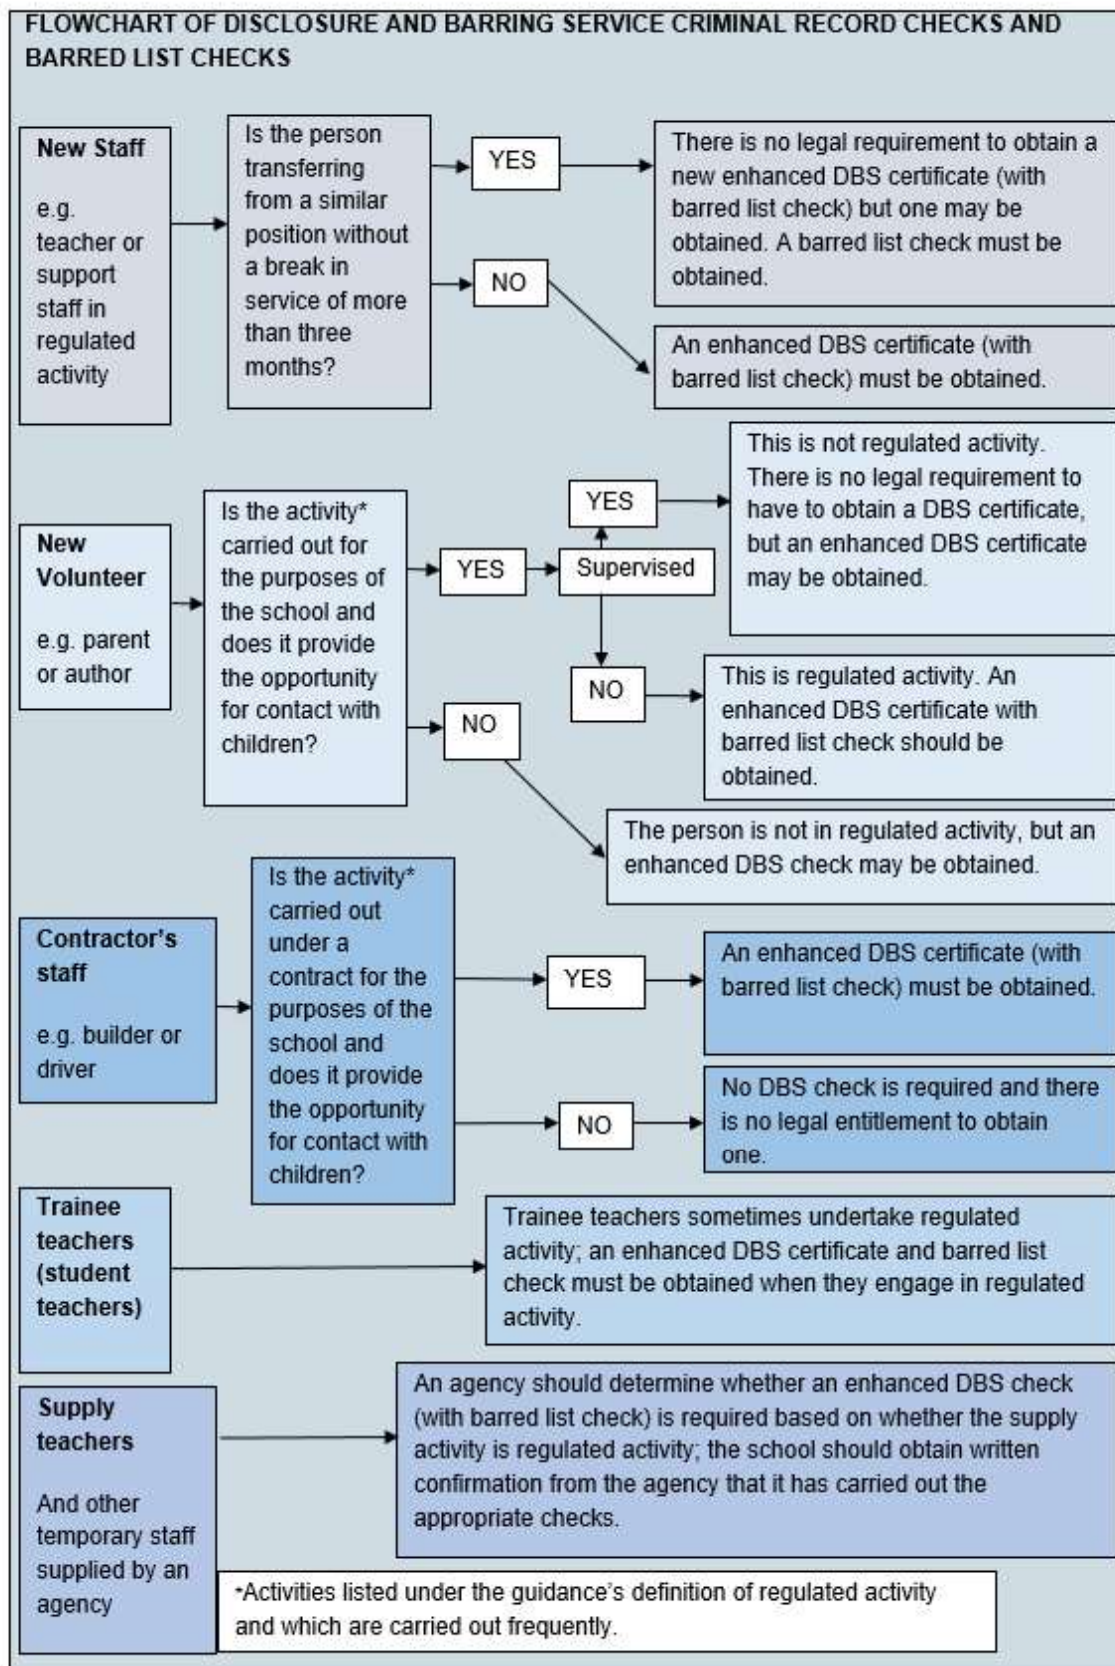 FLOWCHART OF DISCLOSURE AND BARRING SERVICE CRIMINAL RECORD CHECKS AND
BARRED LIST CHECKS
New Staff
e.g.
teacher or
support
staff in
regulated
activity
Is the person
transferring
from a similar
position without
a break in
service of more
than three
months?
YES
There is no legal requirement to obtain a
new enhanced DBS certificate (with
barred list check) but one may be
obtained. A barred list check must be
obtained.
NO
An enhanced DBS certificate (with
barred list check) must be obtained.
New
Volunteer
e.g. parent
or author
Is the activity*
carried out for
the purposes of
the school and
does it provide
the opportunity
for contact with
children?
YES
Supervised
YES
This is not regulated activity.
There is no legal requirement to
have to obtain a DBS certificate,
but an enhanced DBS certificate
may be obtained.
NO
This is regulated activity. An
enhanced DBS certificate with
barred list check should be
obtained.
NO
The person is not in regulated activity, but an
enhanced DBS check may be obtained.
Contractor's
staff
e.g. builder or
driver
Is the activity*
carried out
under a
contract for the
purposes of the
school and
does it provide
the opportunity
for contact with
children?
YES
An enhanced DBS certificate (with
barred list check) must be obtained.
NO
No DBS check is required and there
is no legal entitlement to obtain
one.
Trainee
teachers
(student
teachers)
Trainee teachers sometimes undertake regulated
activity; an enhanced DBS certificate and barred list
check must be obtained when they engage in regulated
activity.
Supply
teachers
And other
temporary staff
supplied by an
agency
An agency should determine whether an enhanced DBS check
(with barred list check) is required based on whether the supply
activity is regulated activity; the school should obtain written
confirmation from the agency that it has carried out the
appropriate checks.
*Activities listed under the guidance's definition of regulated activity
and which are carried out frequently.